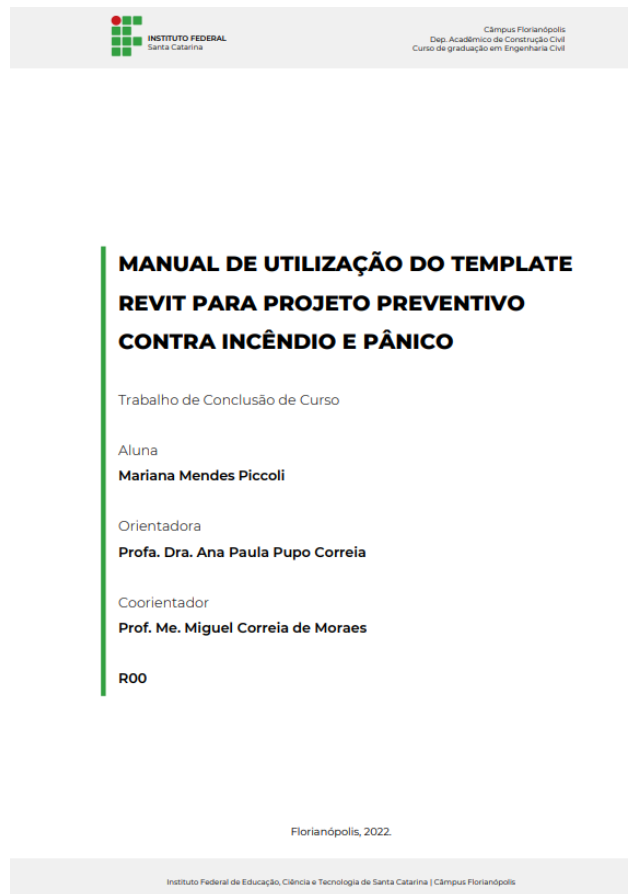 INSTITUTO FEDERAL
Santa Catarina
Câmpus Florianópolis
Dep. Acadêmico de Construção Civil
Curso de graduação em Engenharia Civil
MANUAL DE UTILIZAÇÃO DO TEMPLATE
REVIT PARA PROJETO PREVENTIVO
CONTRA INCÊNDIO E PÂNICO
Trabalho de Conclusão de Curso
Aluna
Mariana Mendes Piccoli
Orientadora
Profa. Dra. Ana Paula Pupo Correia
Coorientador
Prof. Me. Miguel Correia de Moraes
R00
Florianópolis, 2022.
Instituto Federal de Educação, Ciência e Tecnologia de Santa Catarina | Câmpus Florianópolis